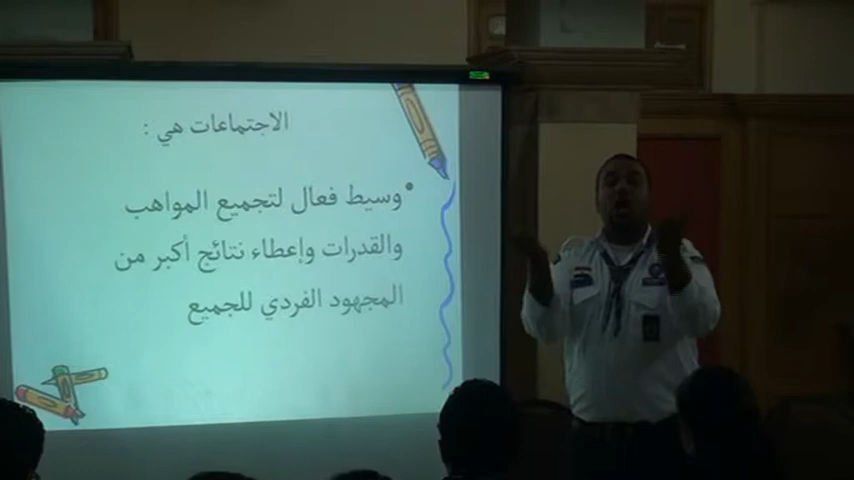 الاجتماعات هي :
• وسيط فعال لتجميع المواهب
والقدرات وإعطاء نتائج أكبر من
المجهود الفردي للجميع